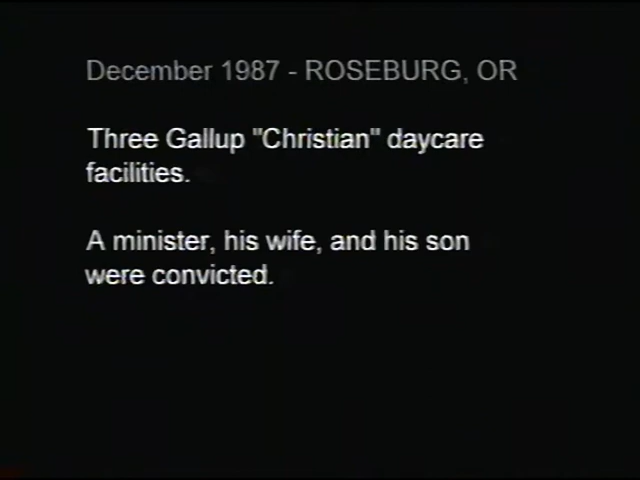 December 1987 - ROSEBURG, OR
Three Gallup "Christian" daycare
facilities.
A minister, his wife, and his son
were convicted.